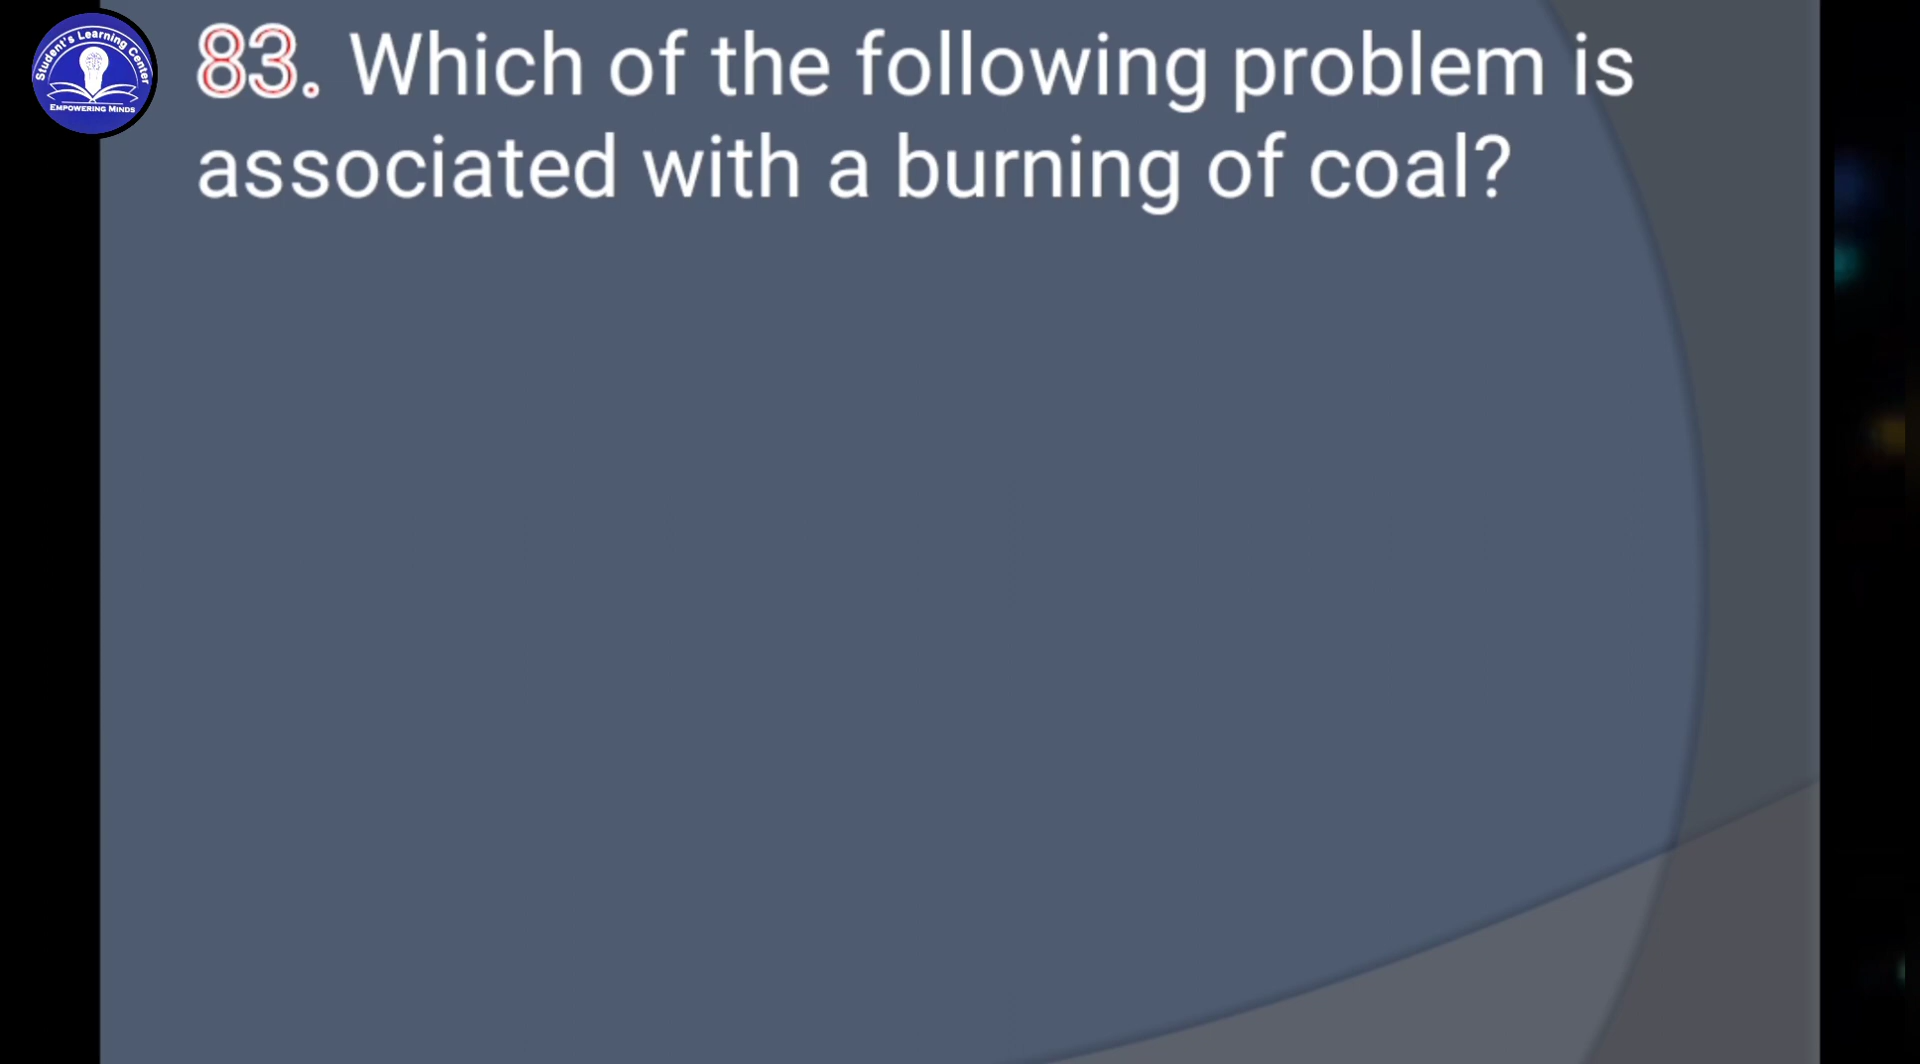 Student's Learning Center
EMPOWERING MINDS
83. Which of the following problem is
associated with a burning of coal?